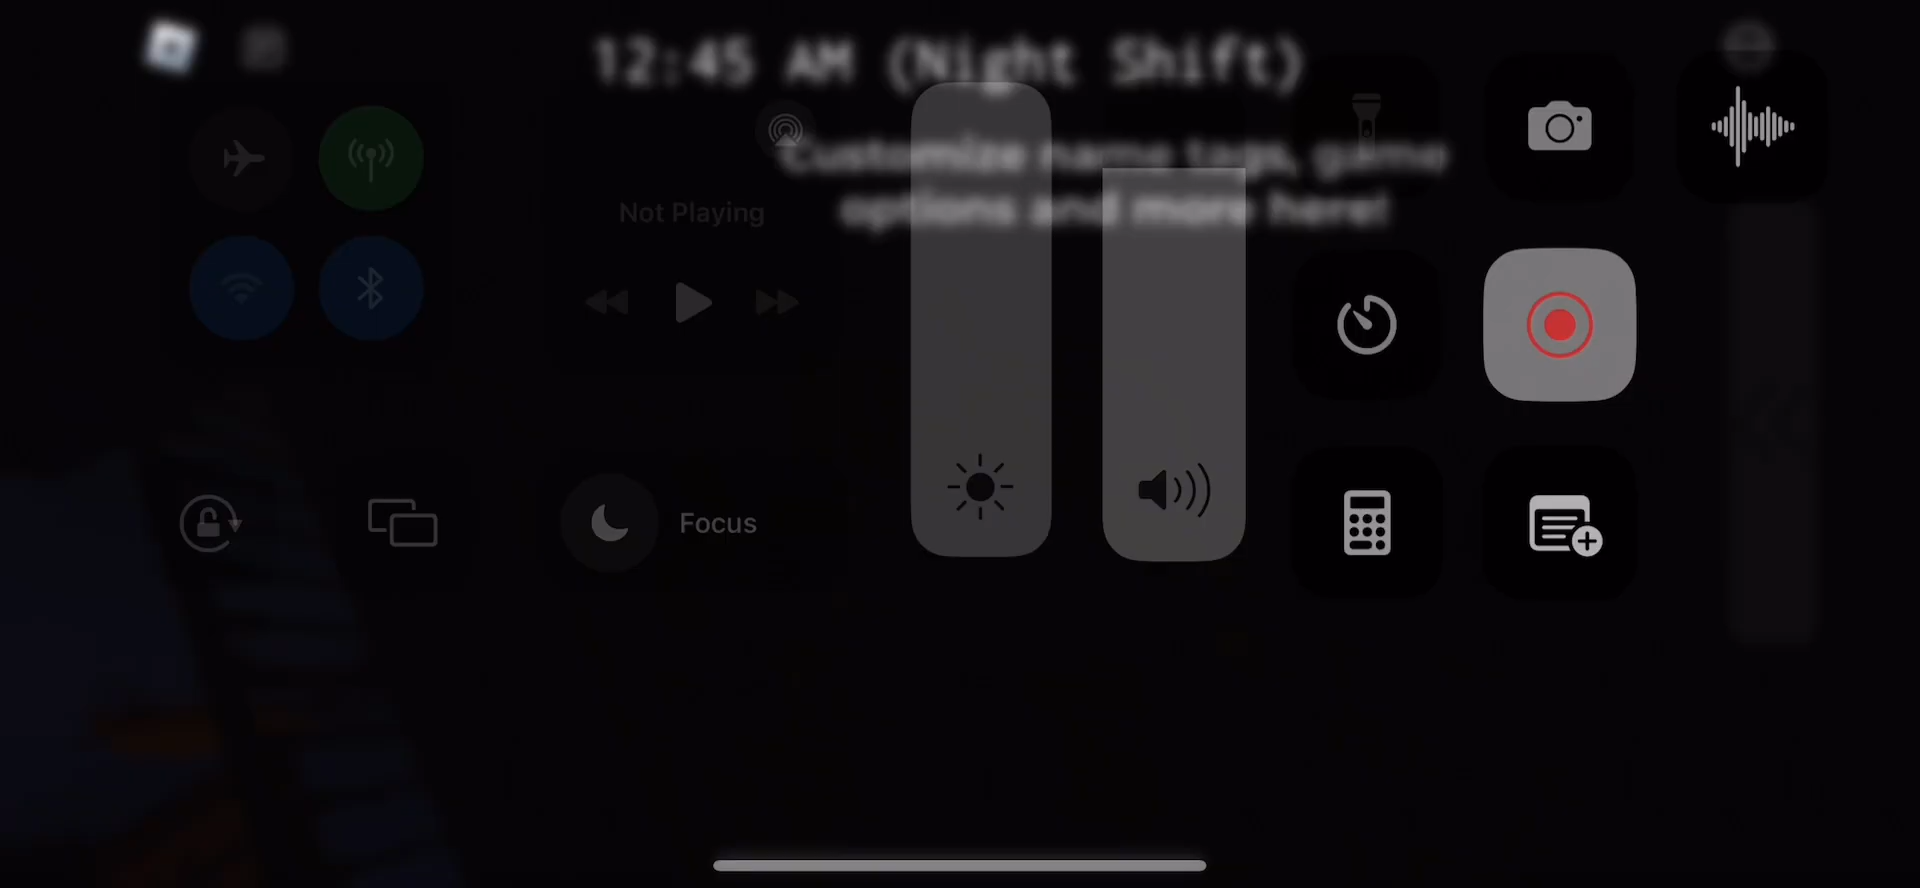 12:45 AM (Night Shift)
Customize name tags, game
options and more here!
Not Playing
Focus